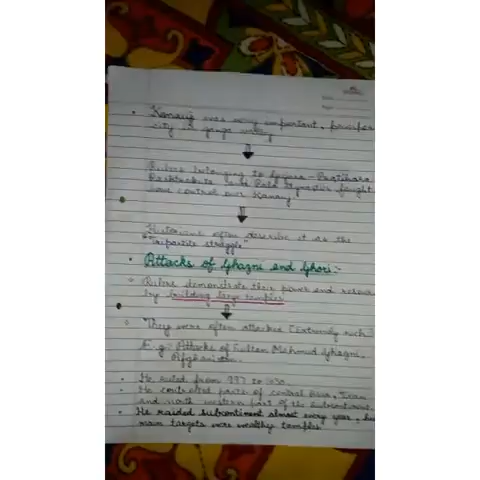 • Kanauj was very important, prosper
city in ganga valley
Rulers belonging to Gurjara-Pratihara
Rashtrakuta and Pala Dynasties fought
over control over Kanauj.
Historians often describe it as the
"Tripartite struggle"
• Attacks of Ghazni and Ghori:-
Rulers demonstrate their power and resour
by building large temples
They were often attacked [Extremely rich]
E.g:- Attacks of Sultan Mahmud Ghazni,
Afghanistan.
• He ruled from 997 to 1030.
• He controlled parts of central Asia, Iran
and north western part of the subcontinent.
• He raided subcontinent almost every year, his
main targets were wealthy temples